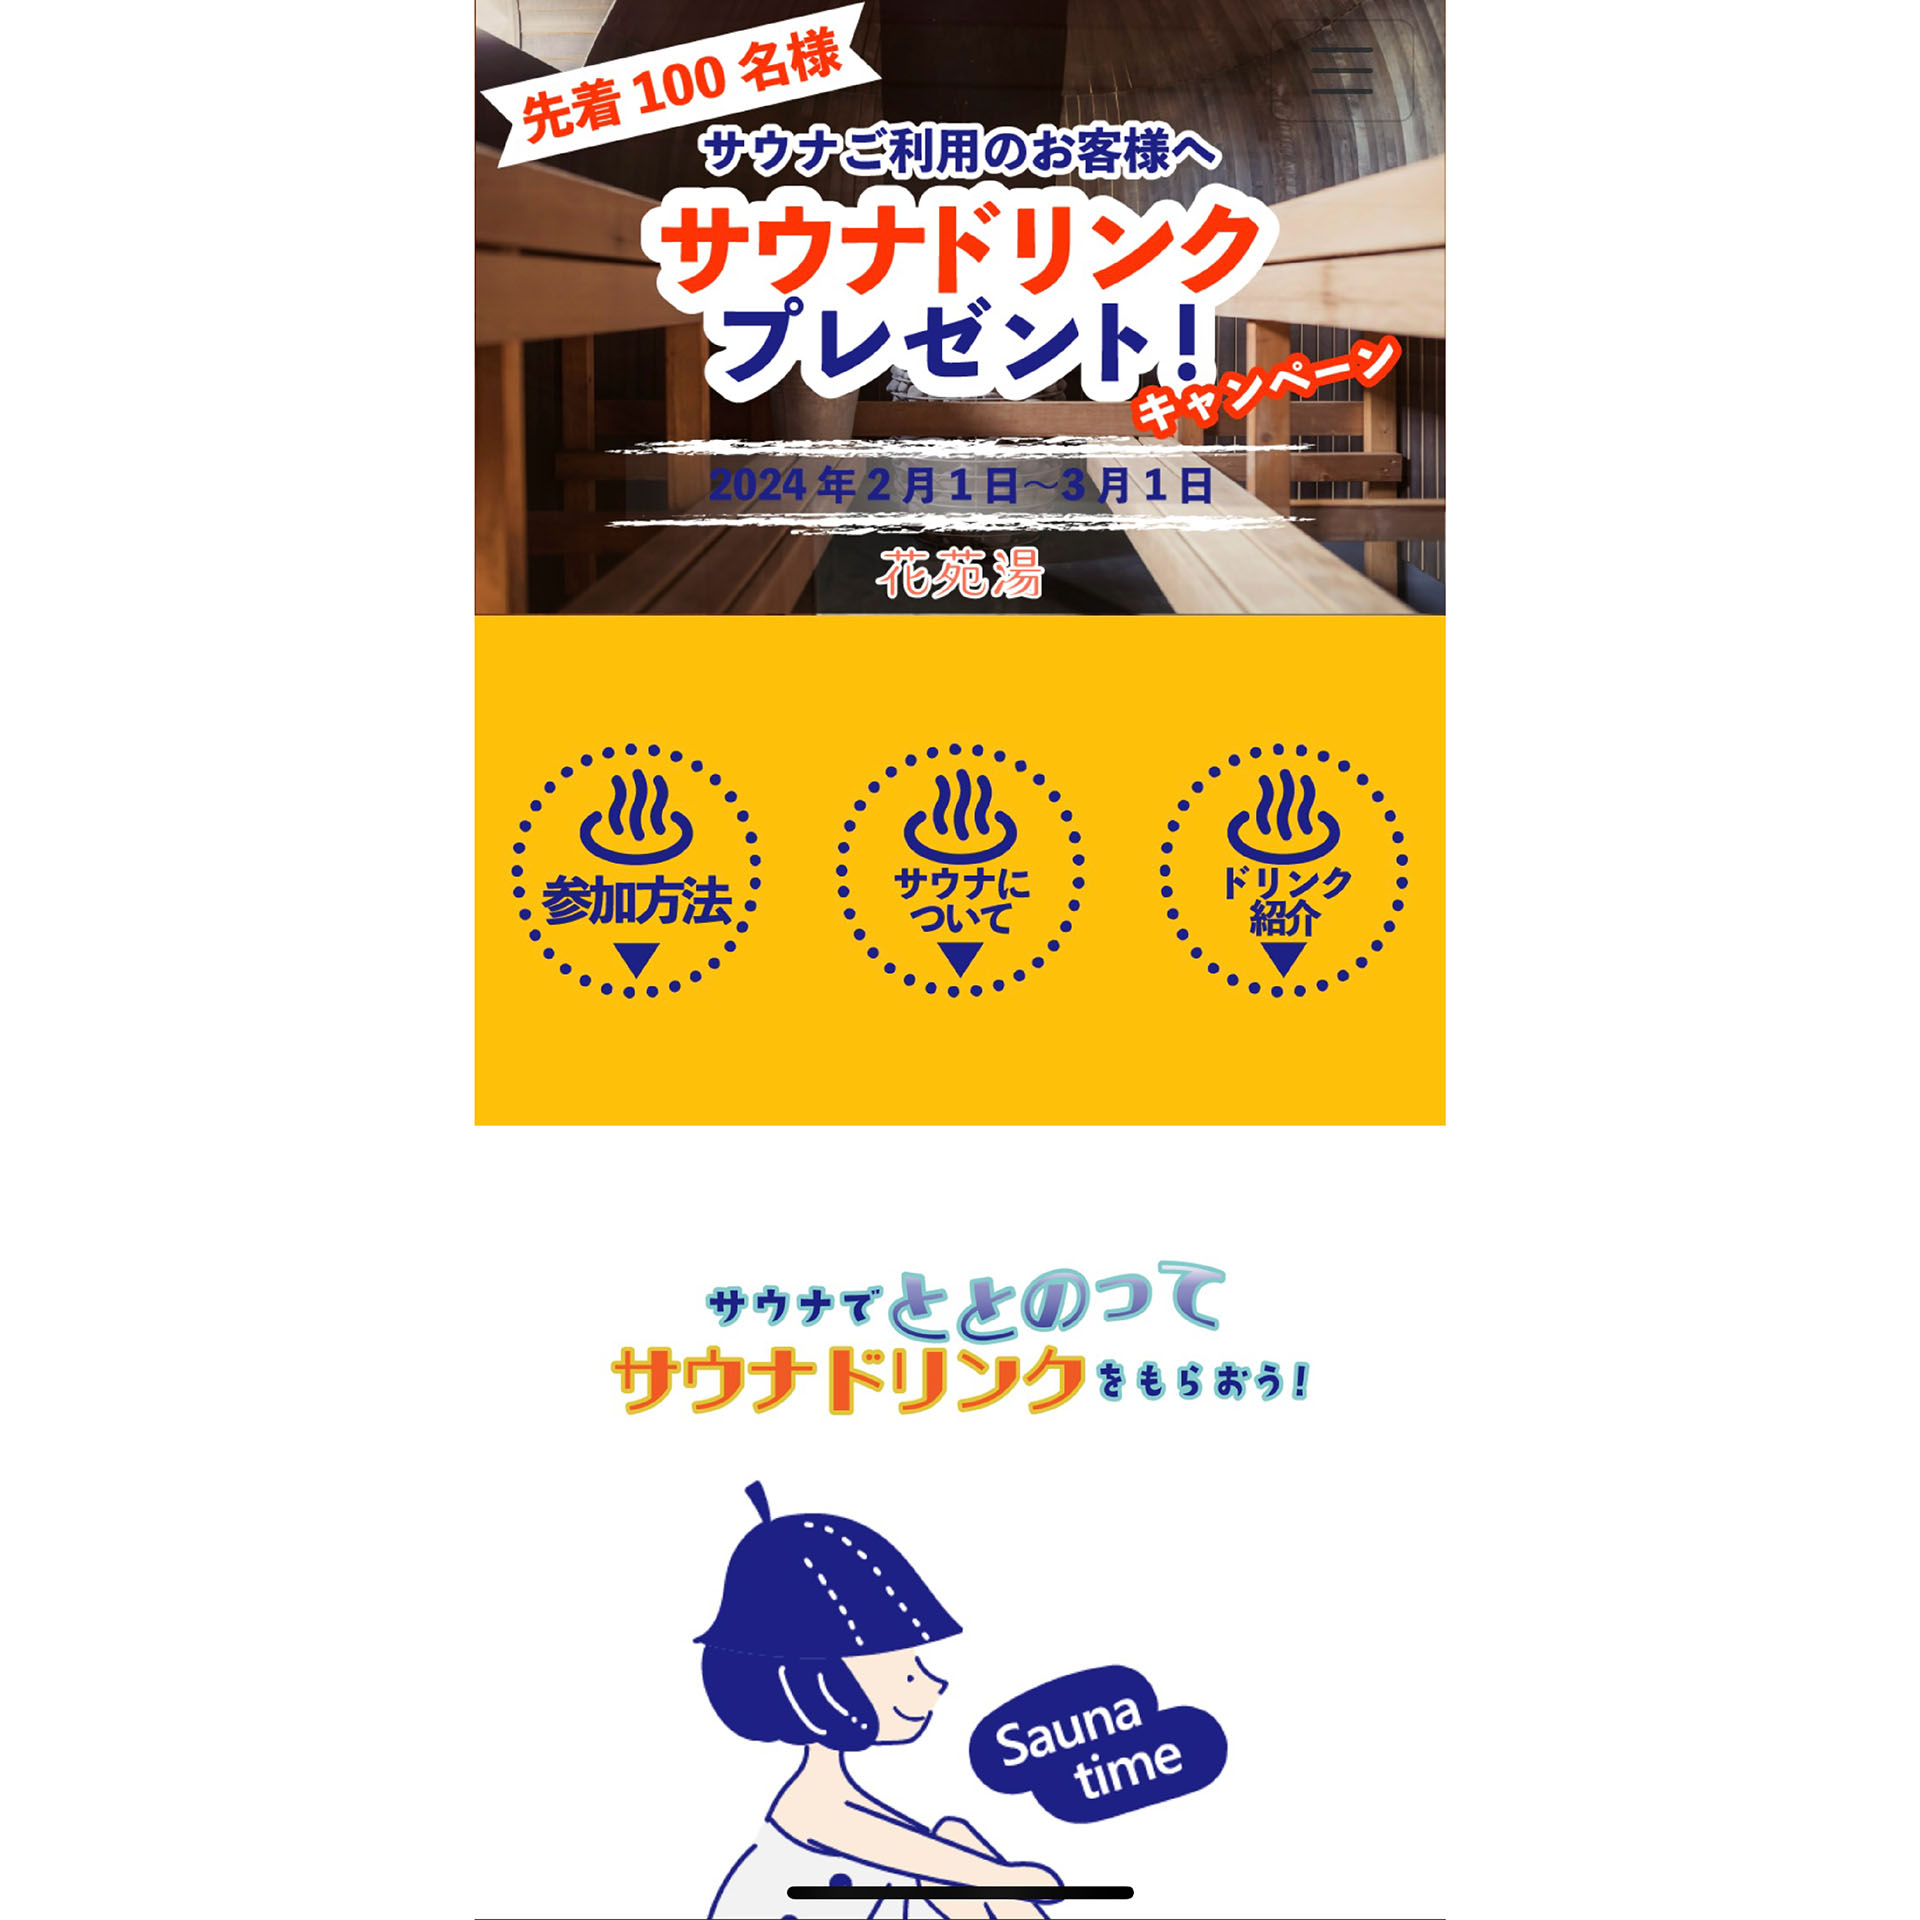 先着100名様
サウナご利用のお客様へ
サウナドリンク
プレゼント!
キャンペーン
2024年2月1日〜3月1日
花苑湯
参加方法
サウナに
ついて
ドリンク
紹介
サウナでととのって
サウナドリンクをもらおう!
Sauna
time